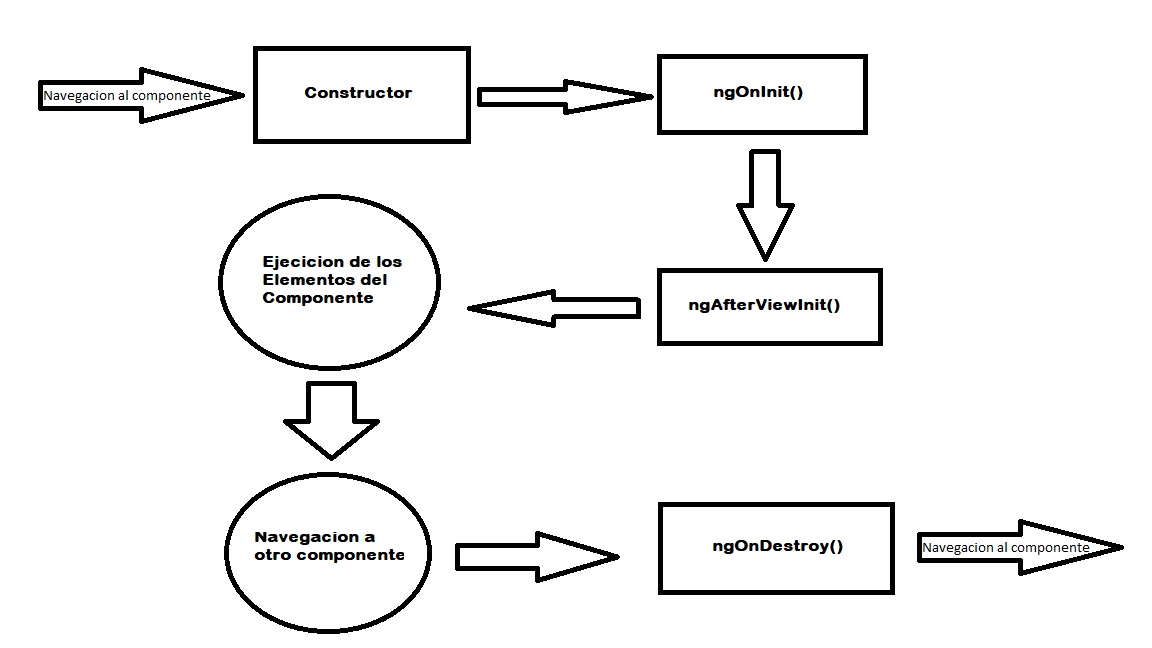 Navegacion al componente
Constructor
ngOnInit()
ngAfterViewInit()
Ejecicion de los
Elementos del
Componente
Navegacion a
otro componente
ngOnDestroy()
Navegacion al componente